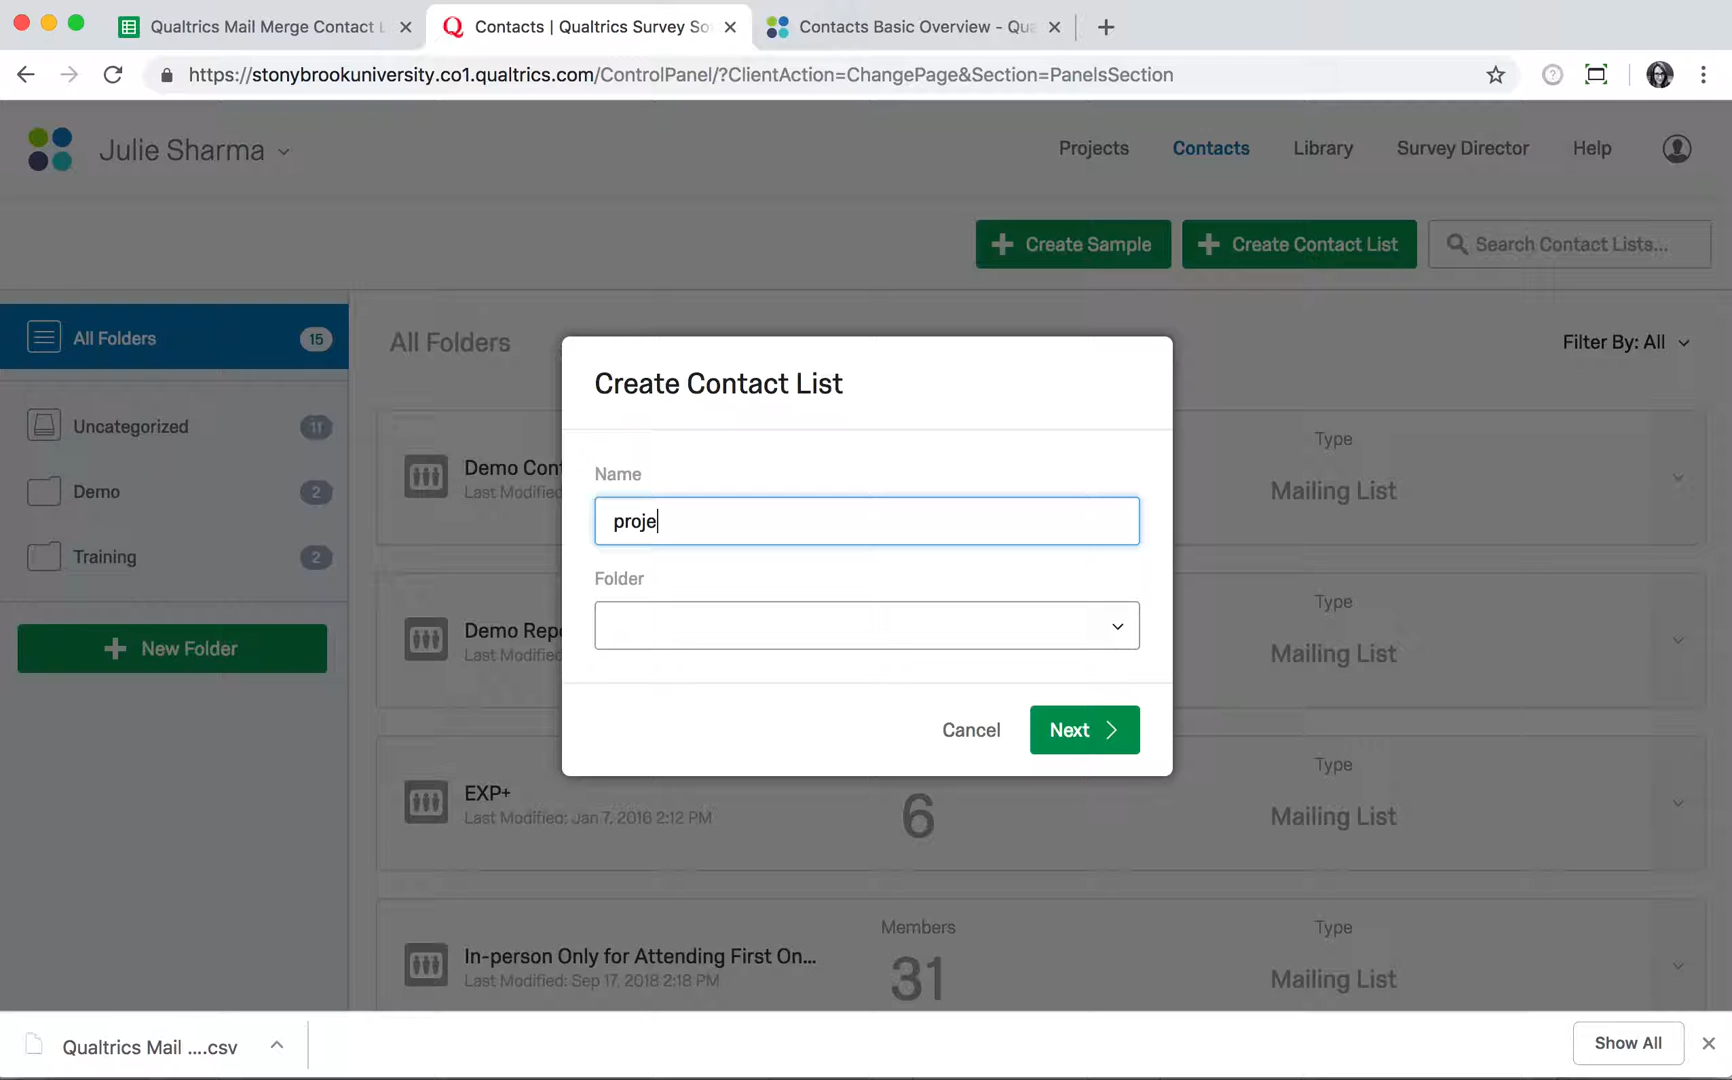 Qualtrics Mail Merge Contact L
Contacts | Qualtrics Survey So
Contacts Basic Overview - Qua
https://stonybrookuniversity.co1.qualtrics.com/ControlPanel/?ClientAction=ChangePage&Section=PanelsSection
Julie Sharma
Projects
Contacts
Library
Survey Director
Help
Create Sample
Create Contact List
Search Contact Lists...
All Folders
15
Uncategorized
11
Demo
2
Training
2
New Folder
All Folders
Filter By: All
Demo Cont
Last Modified
Type
Mailing List
Demo Repo
Last Modified
Type
Mailing List
EXP+
Last Modified: Jan 7, 2016 2:12 PM
6
Type
Mailing List
In-person Only for Attending First On...
Last Modified: Sep 17, 2018 2:18 PM
Members
31
Type
Mailing List
Create Contact List
Name
proje
Folder
Cancel
Next
Qualtrics Mail ....csv
Show All